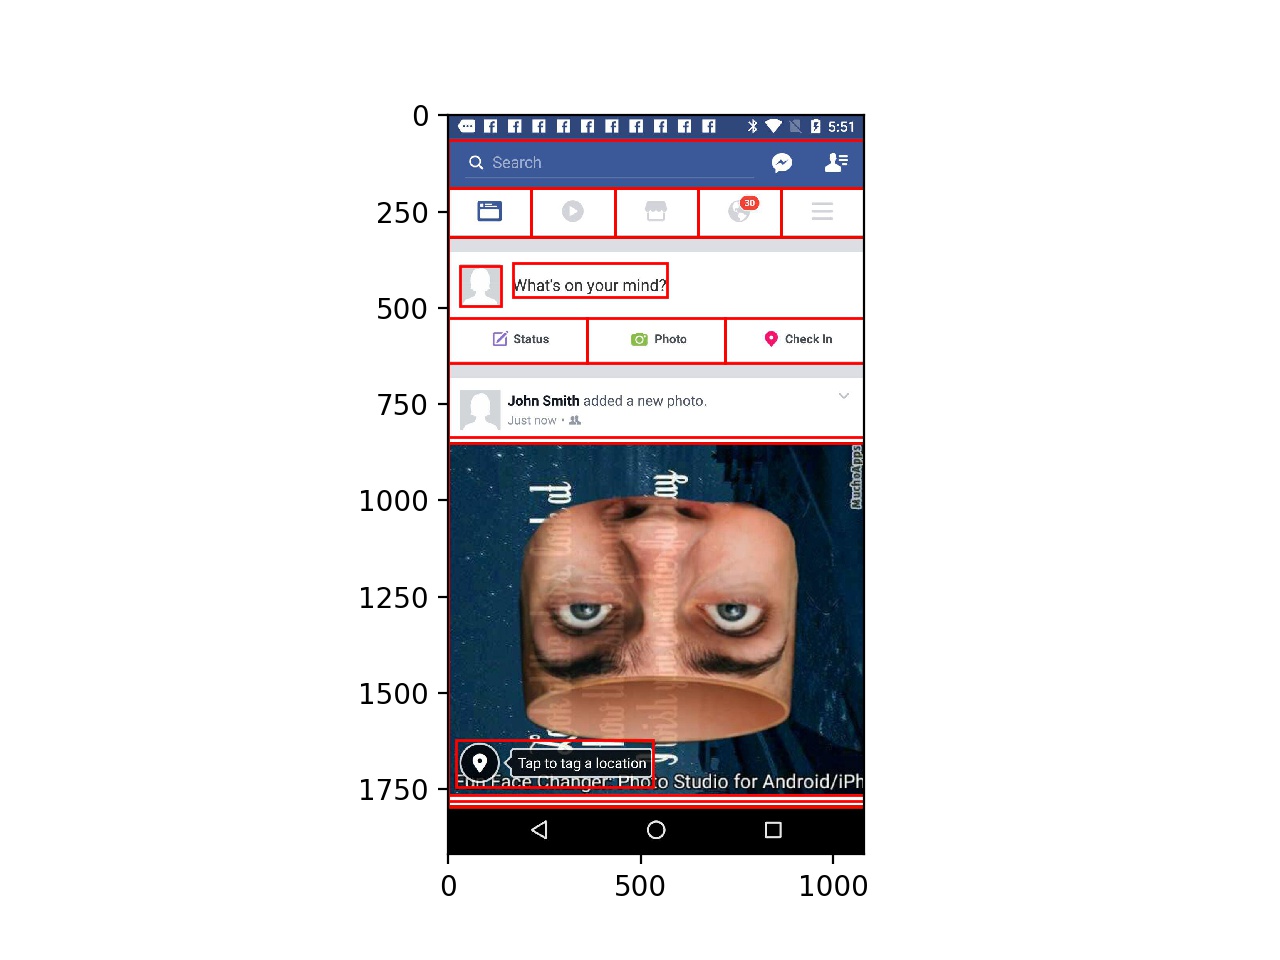 0
250
500
750
1000
1250
1500
1750
0 500 1000
5:51
Search
30
What's on your mind?
Status Photo Check In
John Smith added a new photo.
Just now ·
MuchoApps
Tap to tag a location
Fun Face Changer: Photo Studio for Android/iPh